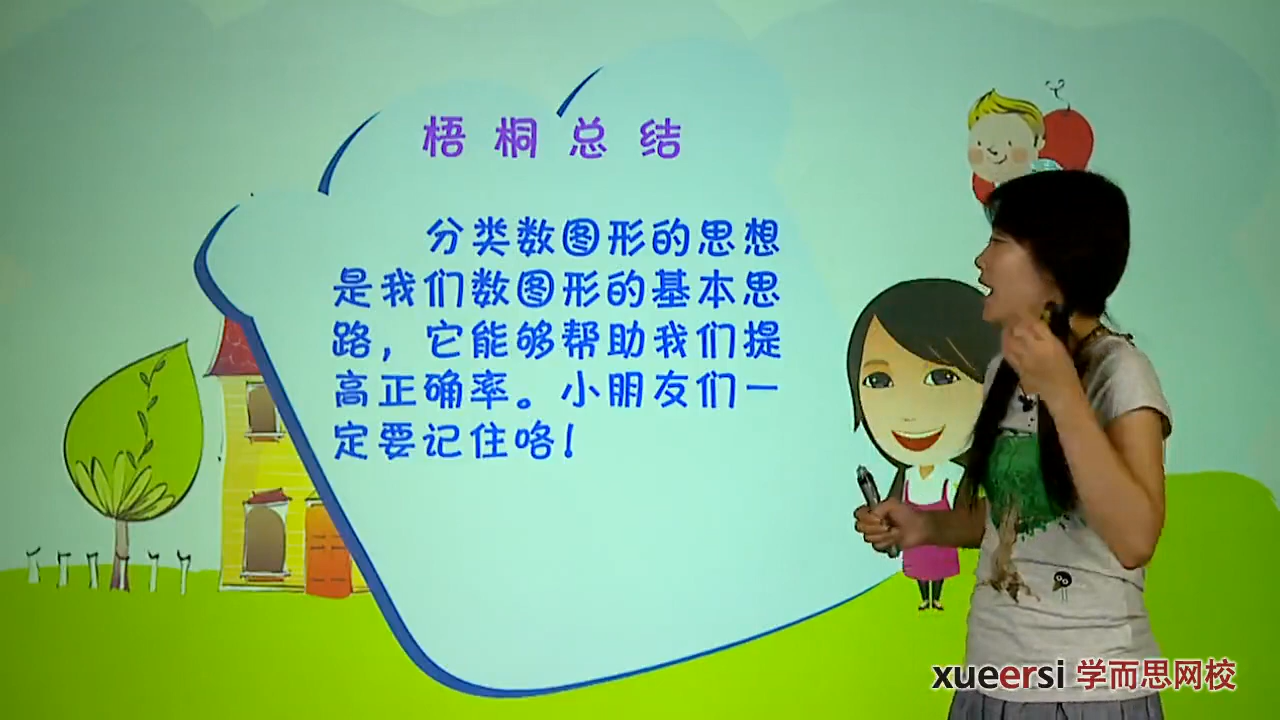 梧桐总结
分类数图形的思想
是我们数图形的基本思
路，它能够帮助我们提
高正确率。小朋友们一
定要记住咯！
xueersi 学而思网校